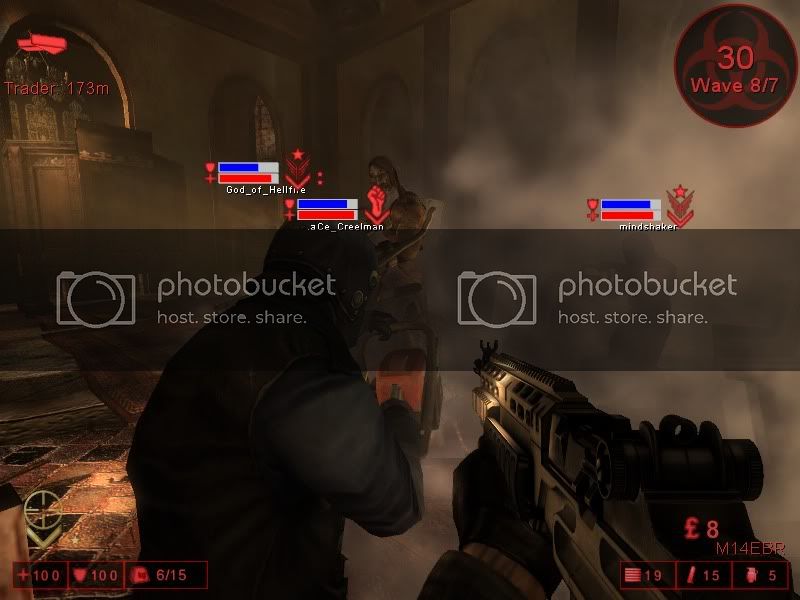 30
Trader: 173m
Wave 8/7
God_of_Hellfire
.aCe_Creelman
mindshaker
photobucket
host. store. share.
photobucket
host. store. share.
£ 8
M14EBR
100
100
6/15
19
15
5